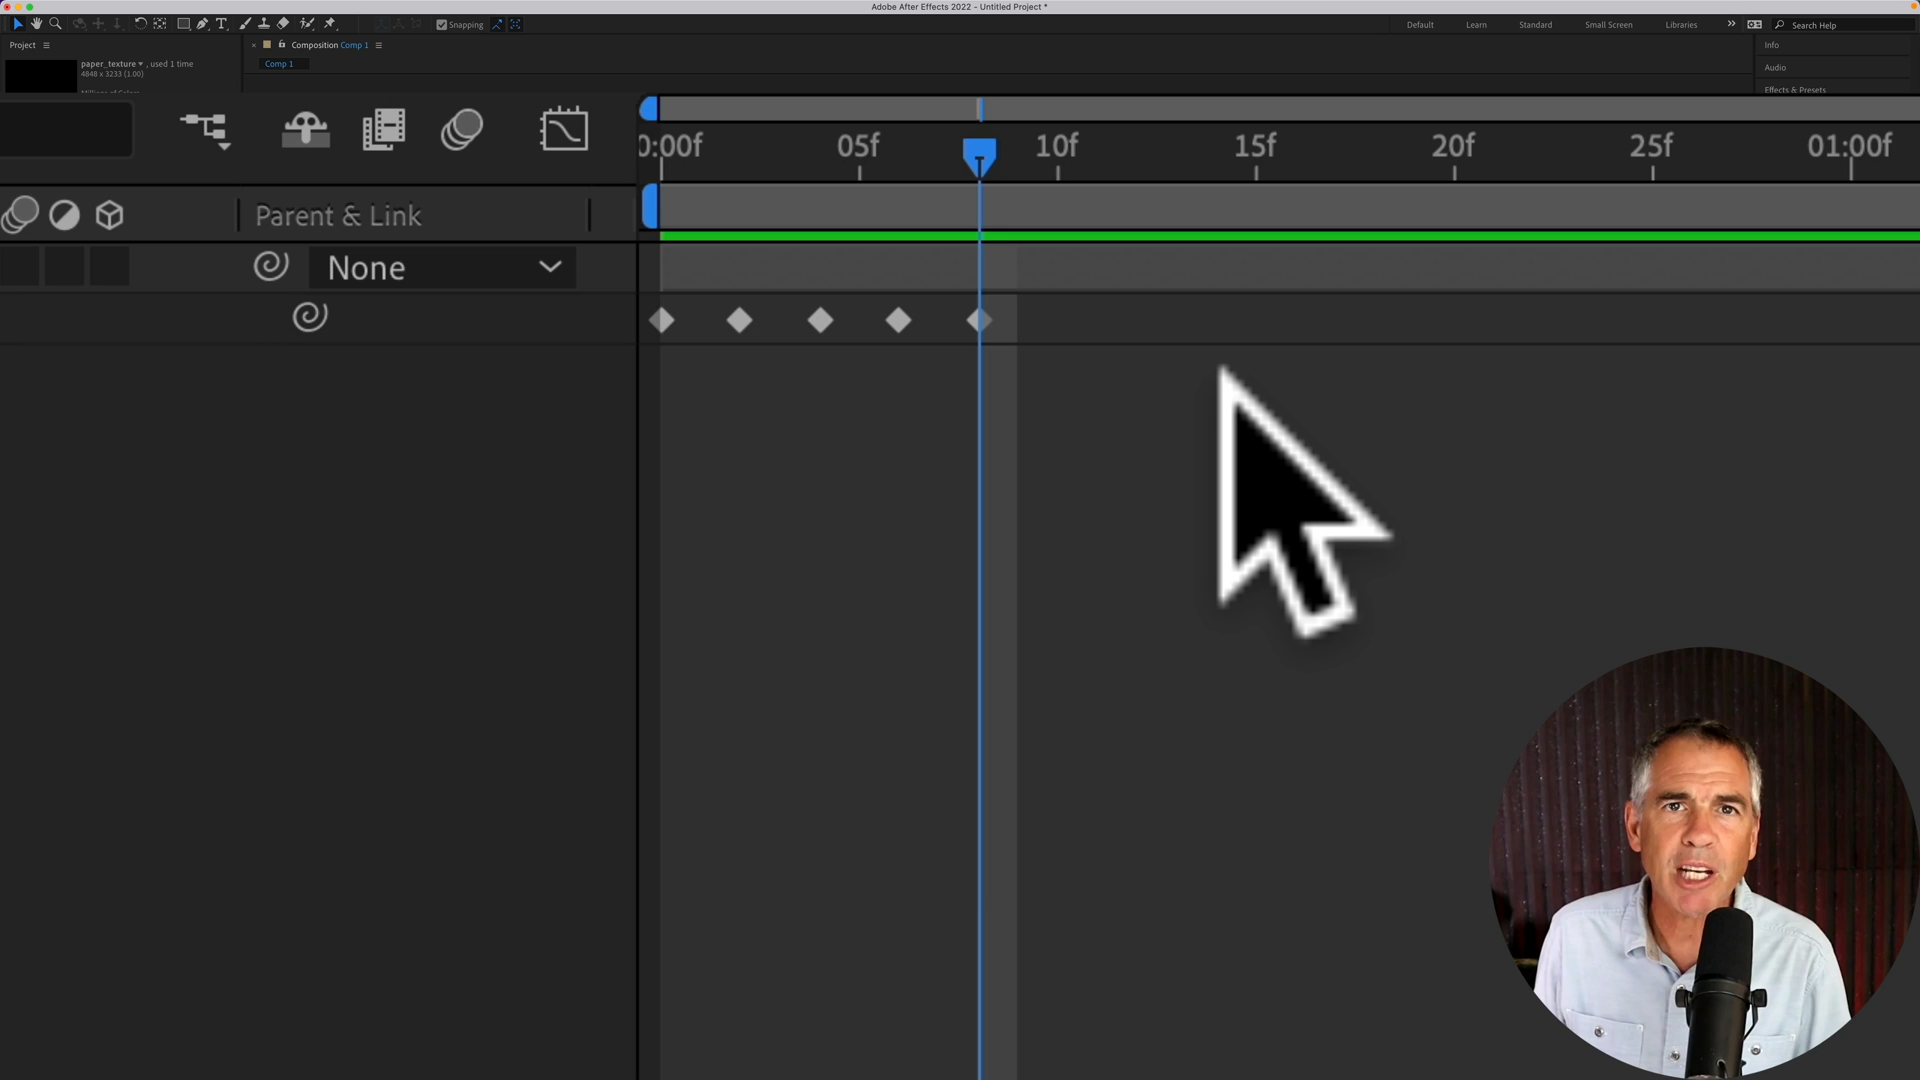 Adobe After Effects 2022 - Untitled Project *
Snapping
Default
Learn
Standard
Small Screen
Libraries
Search Help
Project
Composition Comp 1
Info
paper_texture , used 1 time
4848 x 3233 (1.00)
Comp 1
Audio
Effects & Presets
0:00f 05f 10f 15f 20f 25f 01:00f
Parent & Link
None